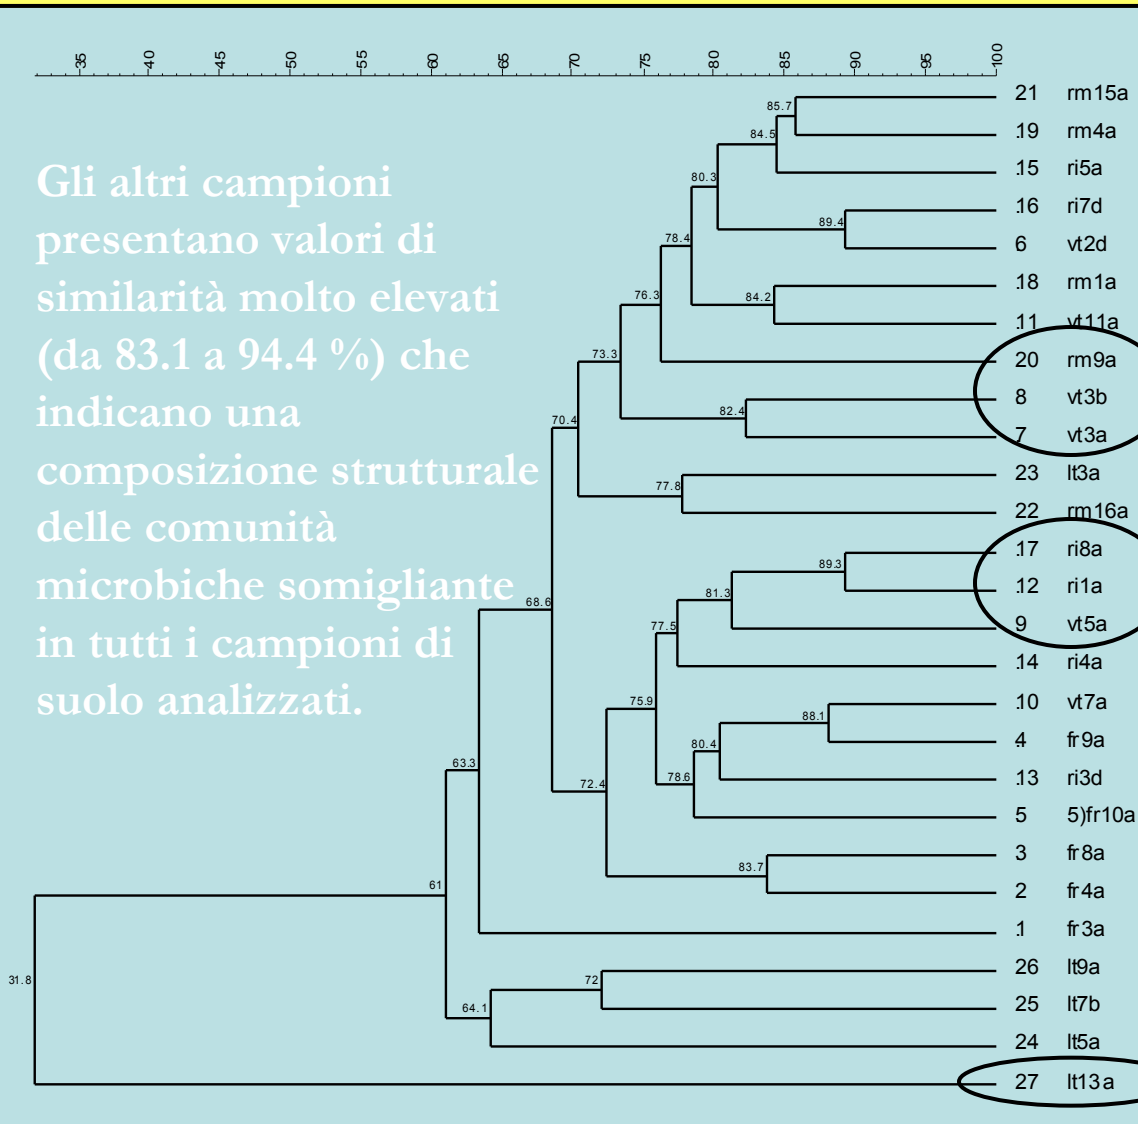 35 40 45 50 55 60 65 70 75 80 85 90 95 100
Gli altri campioni
presentano valori di
similarità molto elevati
(da 83.1 a 94.4 %) che
indicano una
composizione strutturale
delle comunità
microbiche somigliante
in tutti i campioni di
suolo analizzati.
85.7
84.5
80.3
89.4
78.4
84.2
76.3
73.3
82.4
70.4
77.8
89.3
81.3
68.6
77.5
75.9
88.1
80.4
78.6
63.3
72.4
83.7
61
31.8
72
64.1
21 rm15a
.19 rm4a
.15 ri5a
.16 ri7d
6 vt2d
.18 rm1a
.11 vt11a
20 rm9a
8 vt3b
7 vt3a
23 lt3a
22 rm16a
.17 ri8a
.12 ri1a
9 vt5a
.14 ri4a
.10 vt7a
4 fr9a
.13 ri3d
5 5)fr10a
3 fr8a
2 fr4a
.1 fr3a
26 lt9a
25 lt7b
24 lt5a
27 lt13a